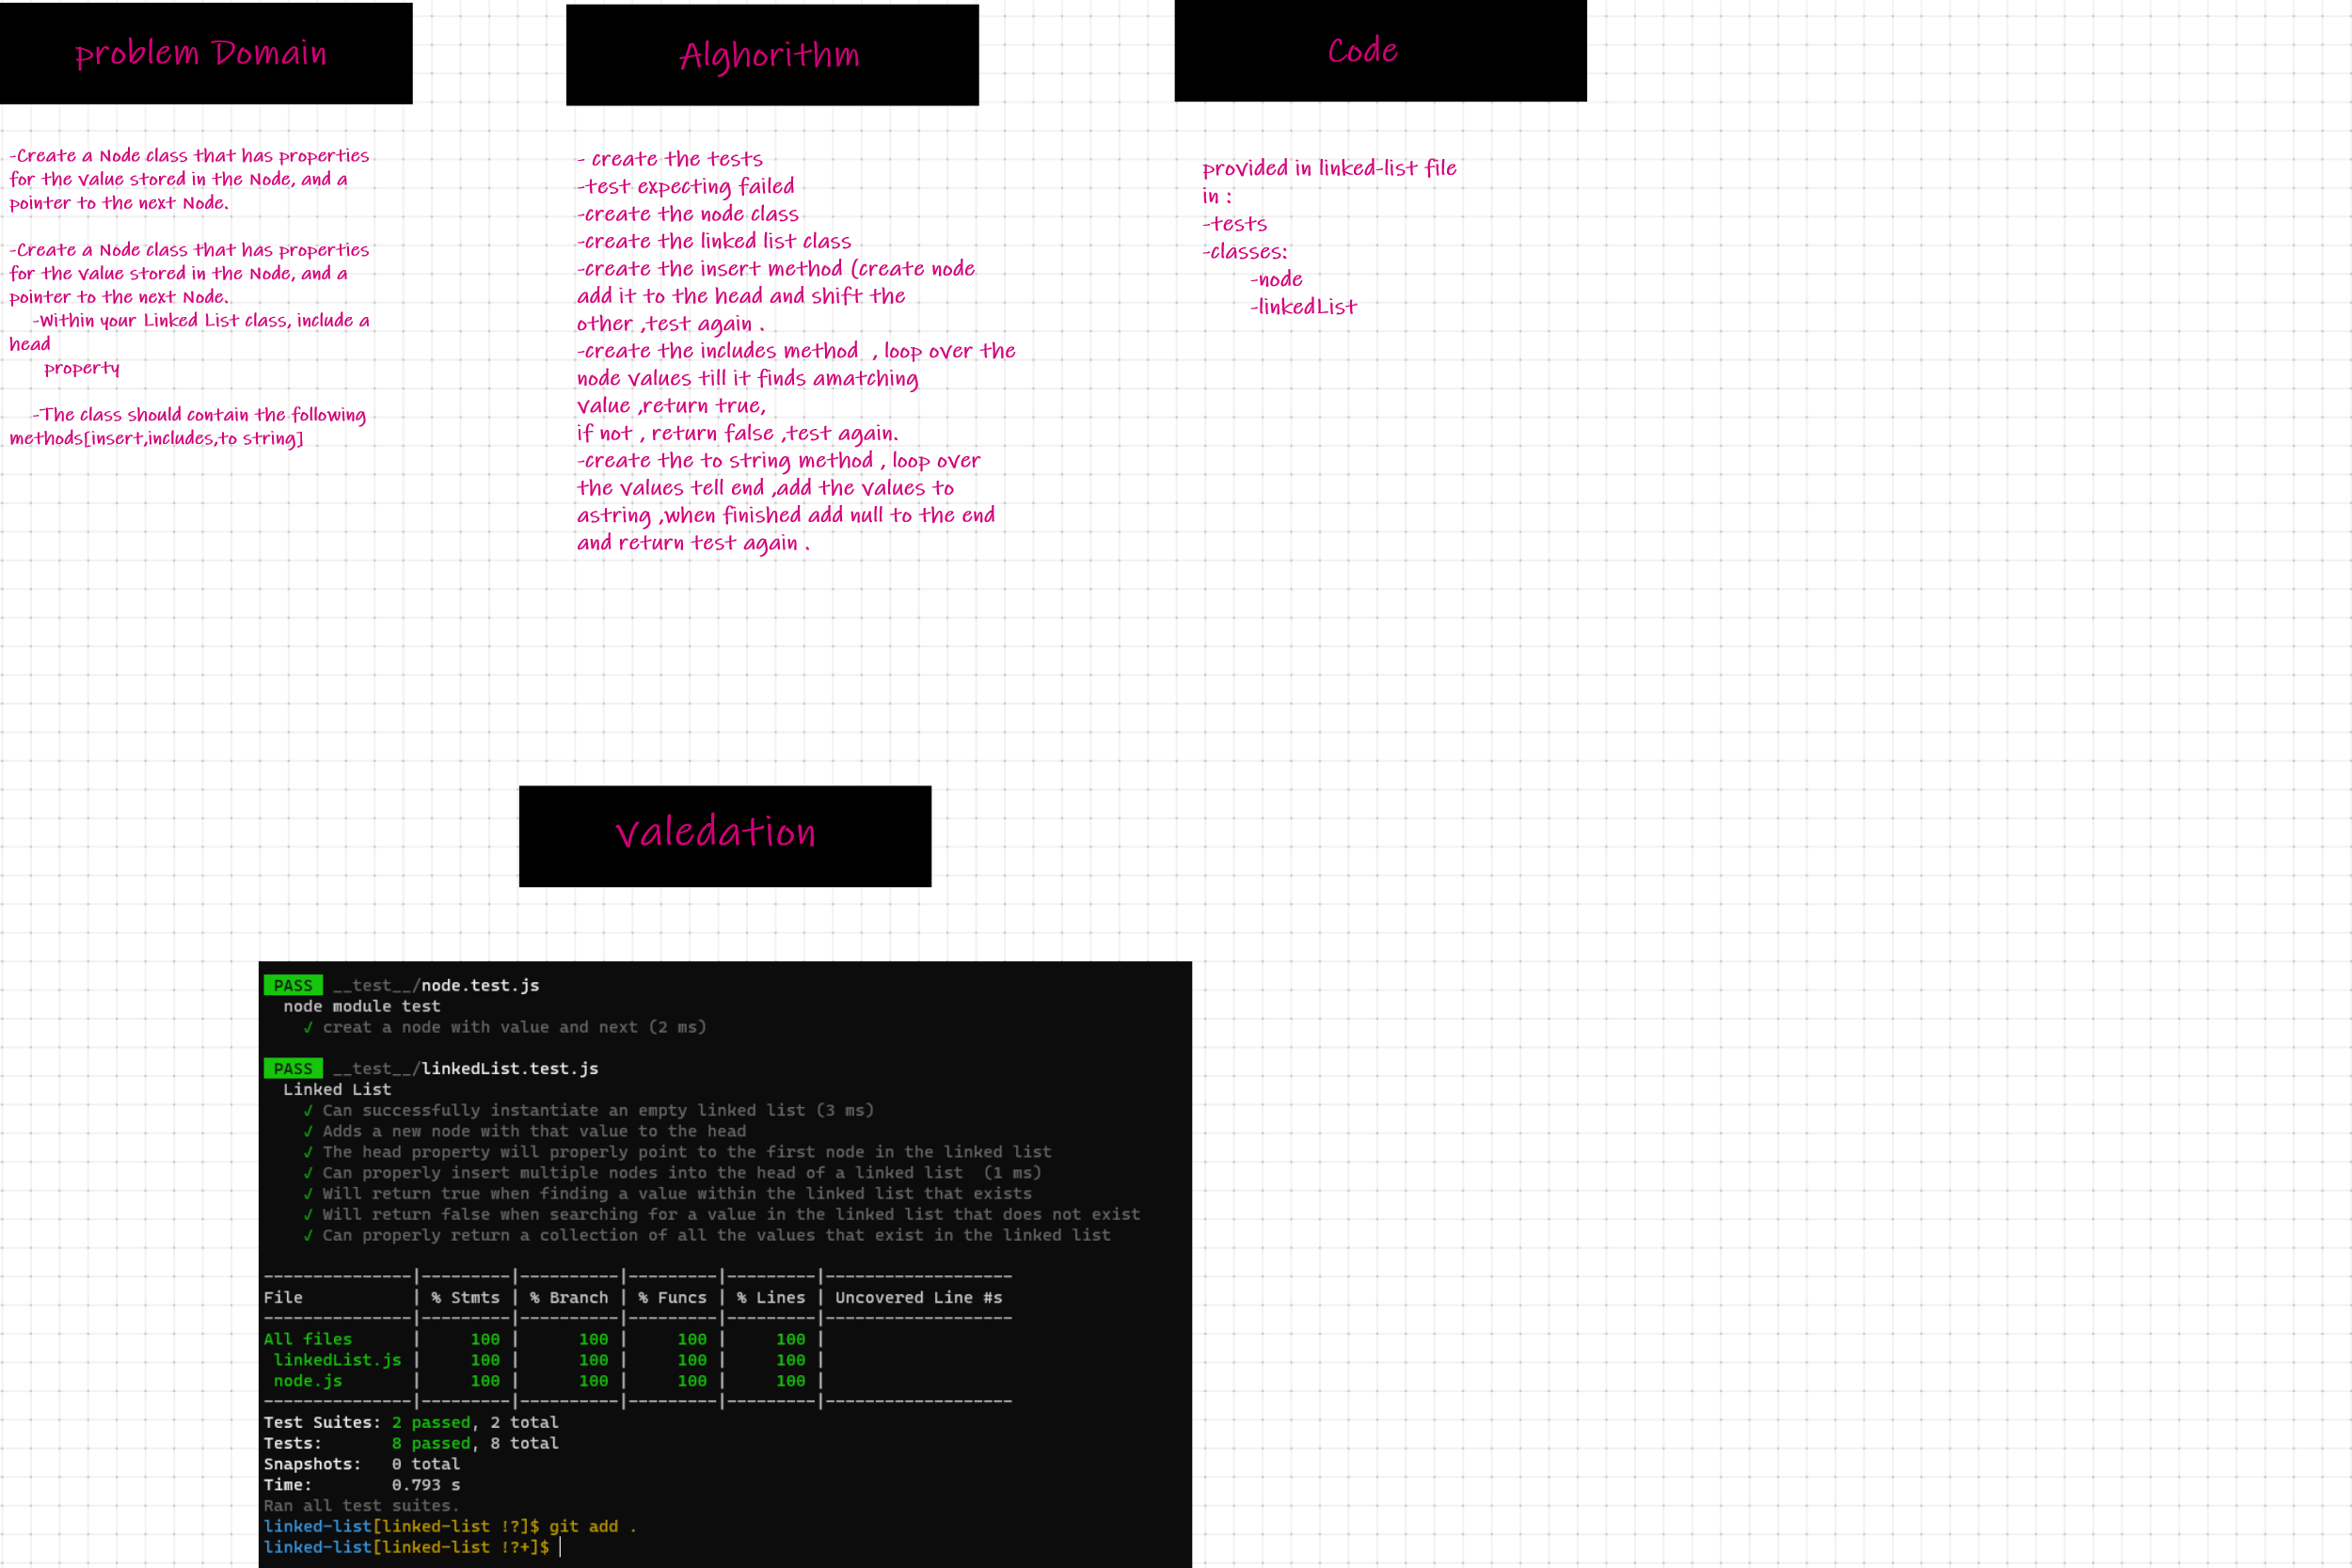 problem Domain
-Create a Node class that has properties
for the value stored in the Node, and a
pointer to the next Node.
-Create a Node class that has properties
for the value stored in the Node, and a
pointer to the next Node.
-Within your Linked List class, include a
head
property
-The class should contain the following
methods[insert,includes,to string]
Alghorithm
- create the tests
-test expecting failed
-create the node class
-create the linked list class
-create the insert method (create node
add it to the head and shift the
other ,test again .
-create the includes method , loop over the
node values till it finds amatching
value ,return true,
if not , return false ,test again.
-create the to string method , loop over
the values tell end ,add the values to
astring ,when finished add null to the end
and return test again .
Code
provided in linked-list file
in :
-tests
-classes:
-node
-linkedList
Valedation
PASS __test__/node.test.js
node module test
✓ creat a node with value and next (2 ms)
PASS __test__/linkedList.test.js
Linked List
✓ Can successfully instantiate an empty linked list (3 ms)
✓ Adds a new node with that value to the head
✓ The head property will properly point to the first node in the linked list
✓ Can properly insert multiple nodes into the head of a linked list  (1 ms)
✓ Will return true when finding a value within the linked list that exists
✓ Will return false when searching for a value in the linked list that does not exist
✓ Can properly return a collection of all the values that exist in the linked list
---------------|---------|----------|---------|---------|-------------------
File           | % Stmts | % Branch | % Funcs | % Lines | Uncovered Line #s
---------------|---------|----------|---------|---------|-------------------
All files      |     100 |      100 |     100 |     100 |
linkedList.js |     100 |      100 |     100 |     100 |
node.js       |     100 |      100 |     100 |     100 |
---------------|---------|----------|---------|---------|-------------------
Test Suites: 2 passed, 2 total
Tests:       8 passed, 8 total
Snapshots:   0 total
Time:        0.793 s
Ran all test suites.
linked-list[linked-list !?]$ git add .
linked-list[linked-list !?+]$